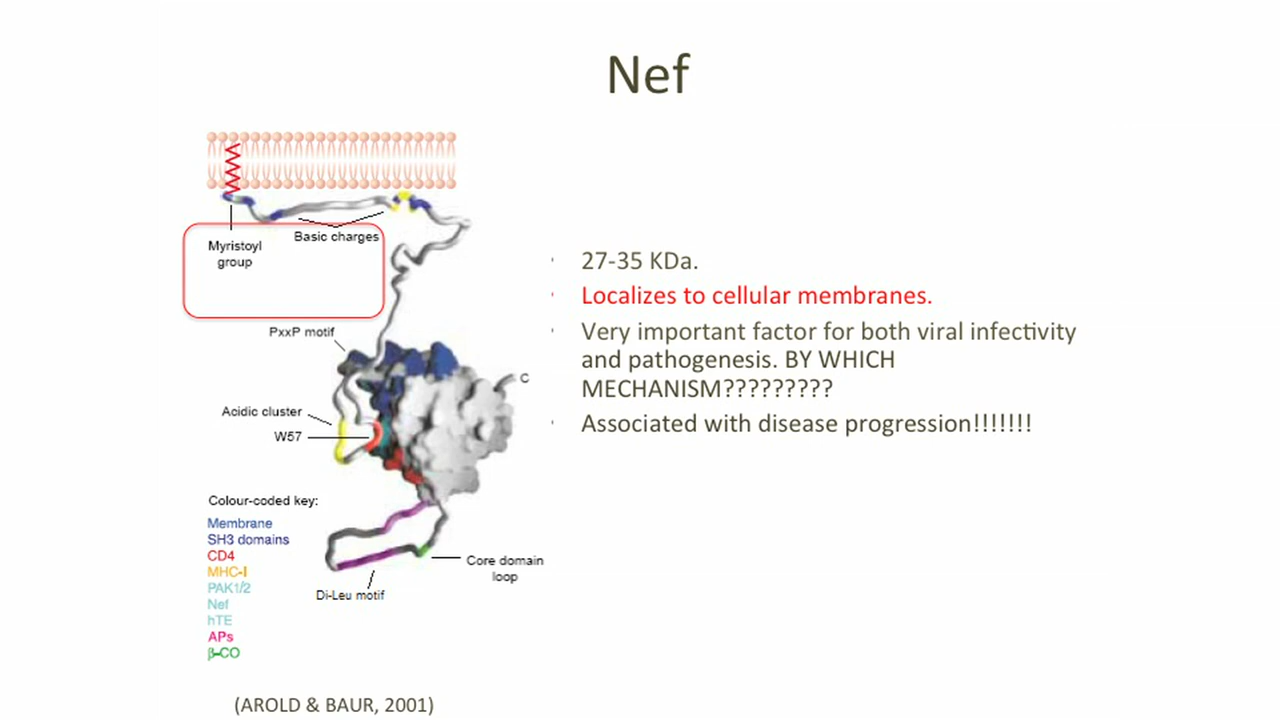 Nef
Myristoyl
group
Basic charges
PxxP motif
C
Acidic cluster
W57
Colour-coded key:
Membrane
SH3 domains
CD4
MHC-I
PAK1/2
Nef
hTE
APs
β-CO
Core domain
loop
Di-Leu motif
(AROLD & BAUR, 2001)
27-35 KDa.
Localizes to cellular membranes.
Very important factor for both viral infectivity
and pathogenesis. BY WHICH
MECHANISM?????????
Associated with disease progression!!!!!!!